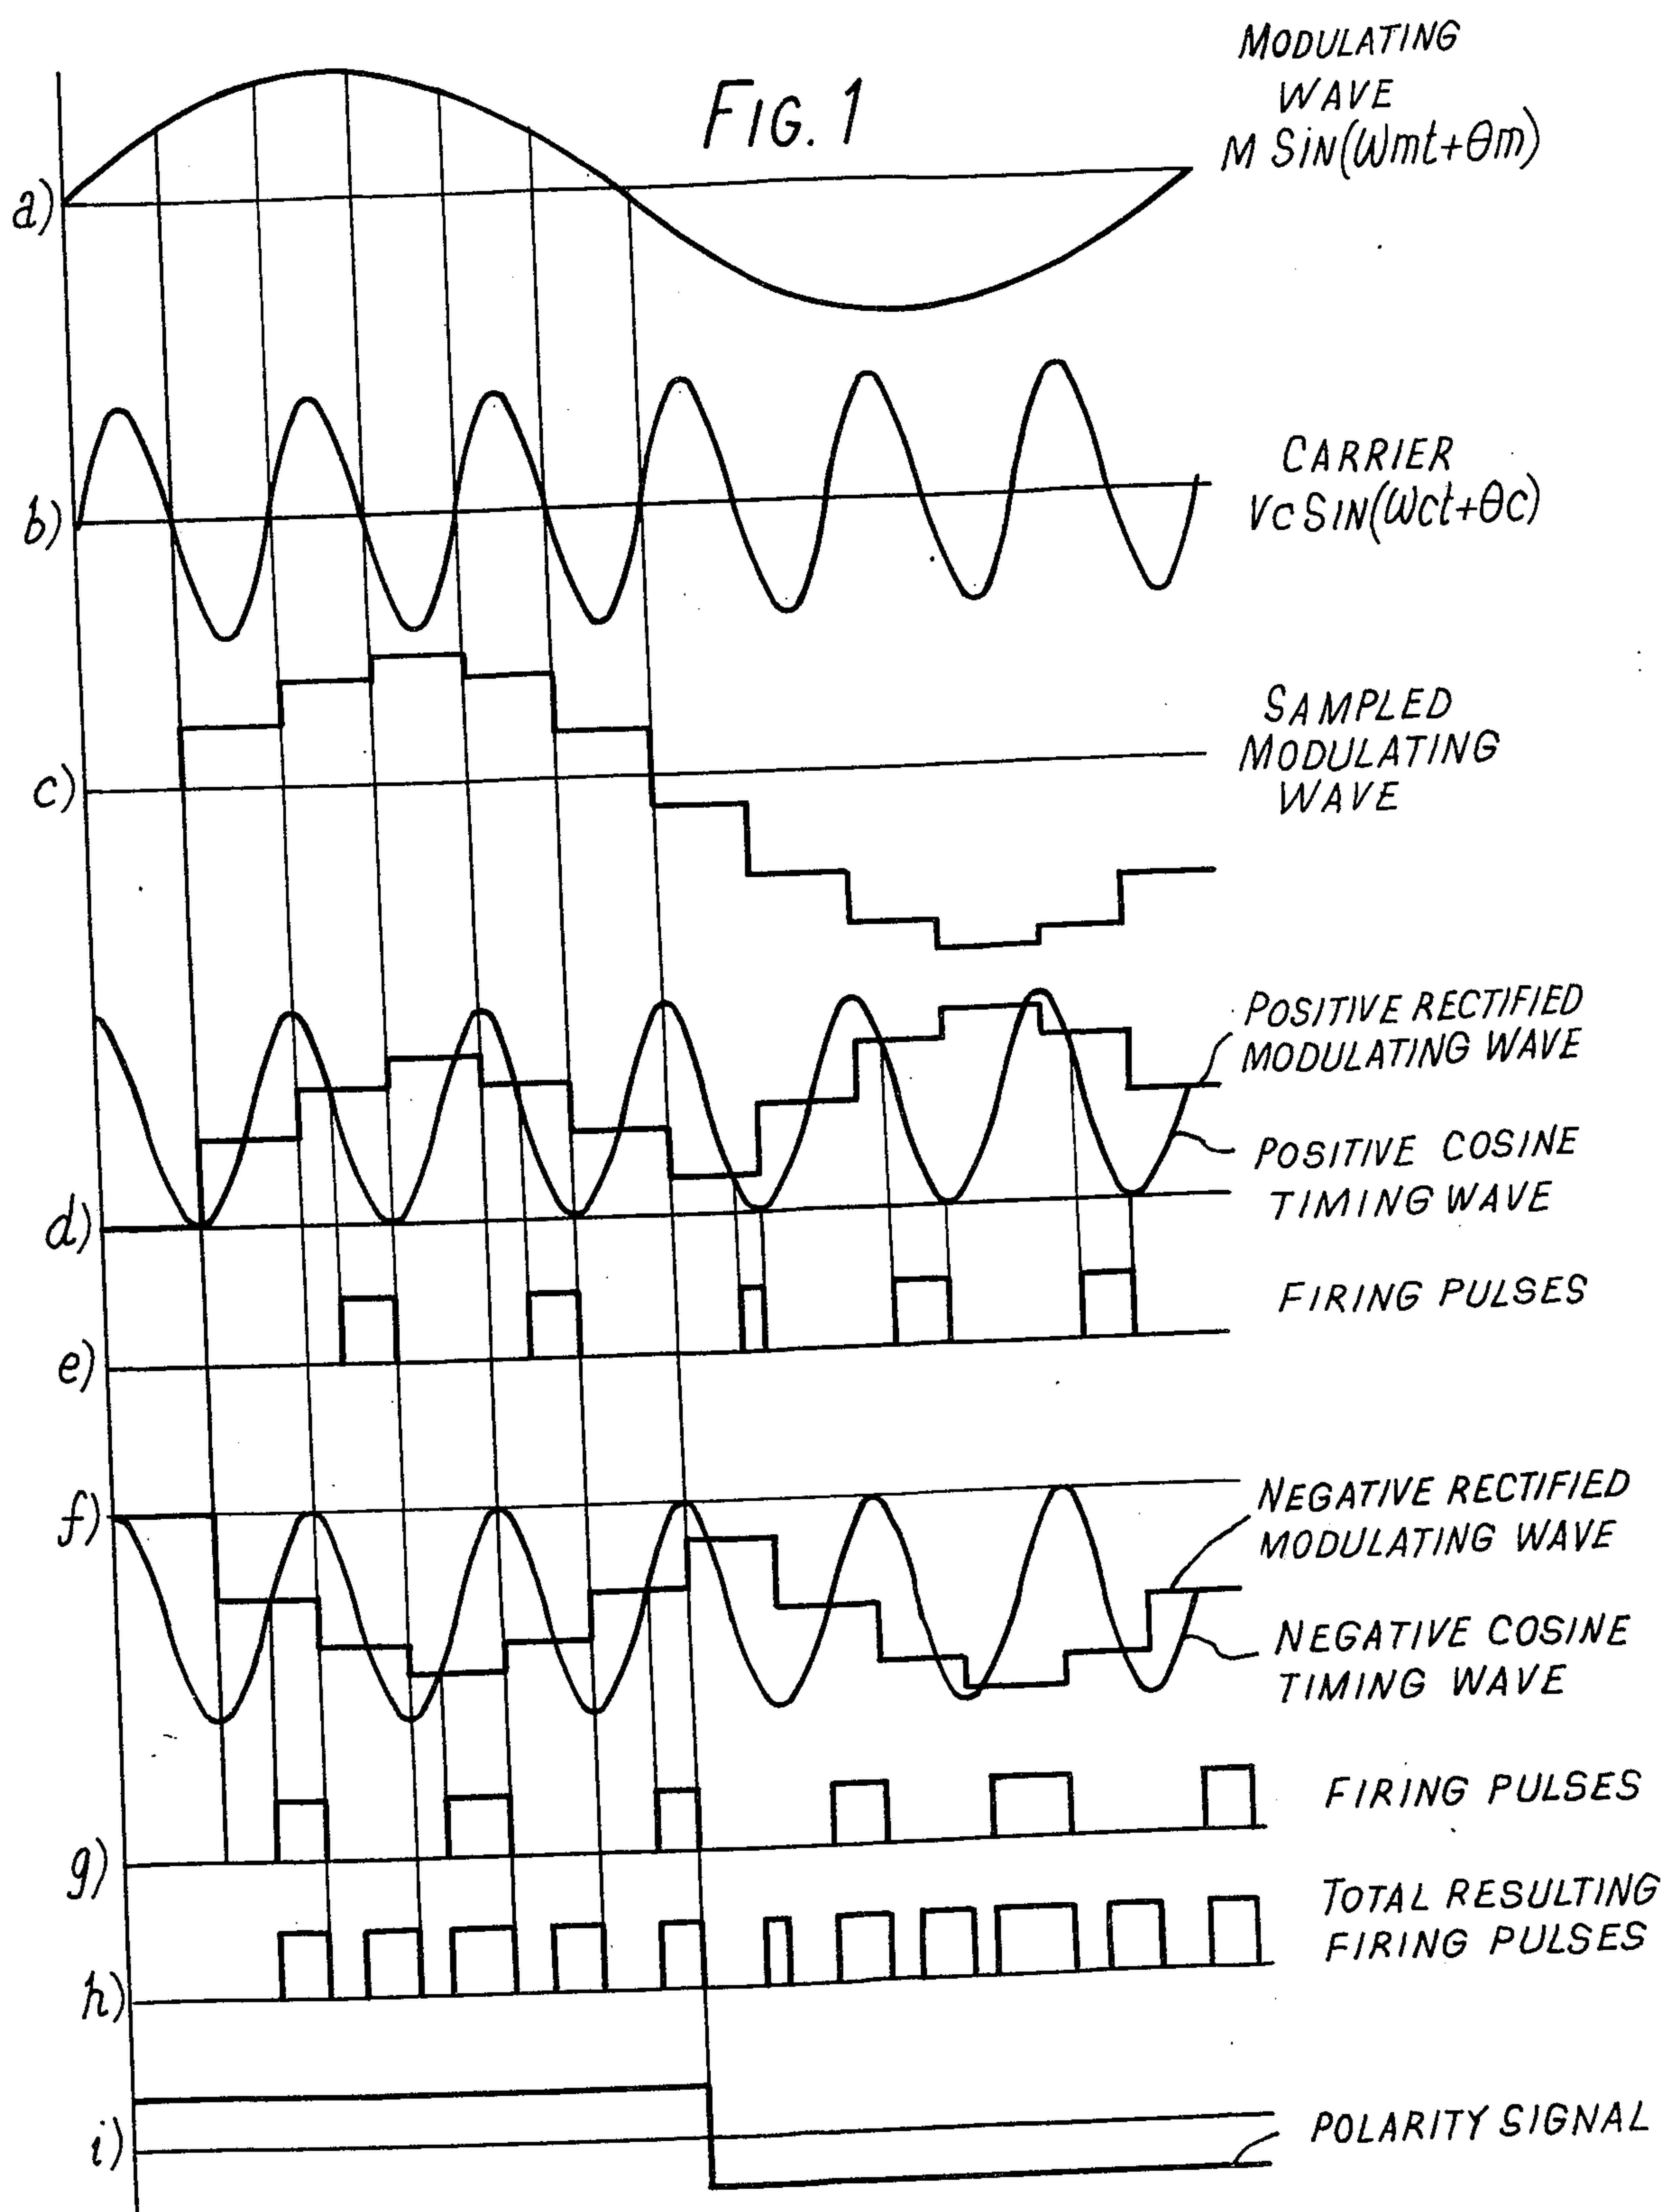 FIG. 1
MODULATING
WAVE
M SIN(ωmt+θm)
a)
CARRIER
VC SIN(ωct+θc)
b)
SAMPLED
MODULATING
WAVE
c)
POSITIVE RECTIFIED
MODULATING WAVE
POSITIVE COSINE
TIMING WAVE
d)
FIRING PULSES
e)
NEGATIVE RECTIFIED
MODULATING WAVE
f)
NEGATIVE COSINE
TIMING WAVE
FIRING PULSES
g)
TOTAL RESULTING
FIRING PULSES
h)
POLARITY SIGNAL
i)